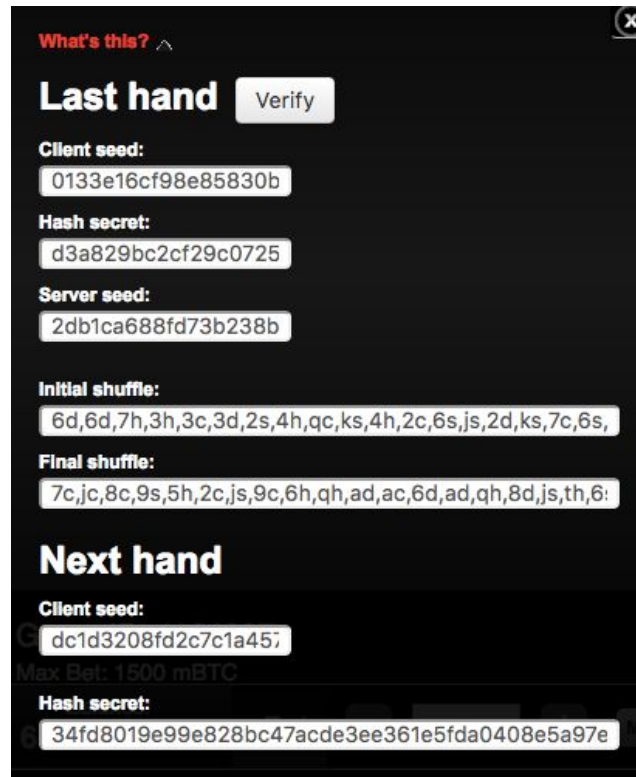 What's this?
Last hand
Verify
Client seed:
0133e16cf98e85830b
Hash secret:
d3a829bc2cf29c0725
Server seed:
2db1ca688fd73b238b
Initial shuffle:
6d,6d,7h,3h,3c,3d,2s,4h,qc,ks,4h,2c,6s,js,2d,ks,7c,6s,
Final shuffle:
7c,jc,8c,9s,5h,2c,js,9c,6h,qh,ad,ac,6d,ad,qh,8d,js,th,6s
Next hand
Client seed:
dc1d3208fd2c7c1a457
Max Bet: 1500 mBTC
Hash secret:
34fd8019e99e828bc47acde3ee361e5fda0408e5a97e